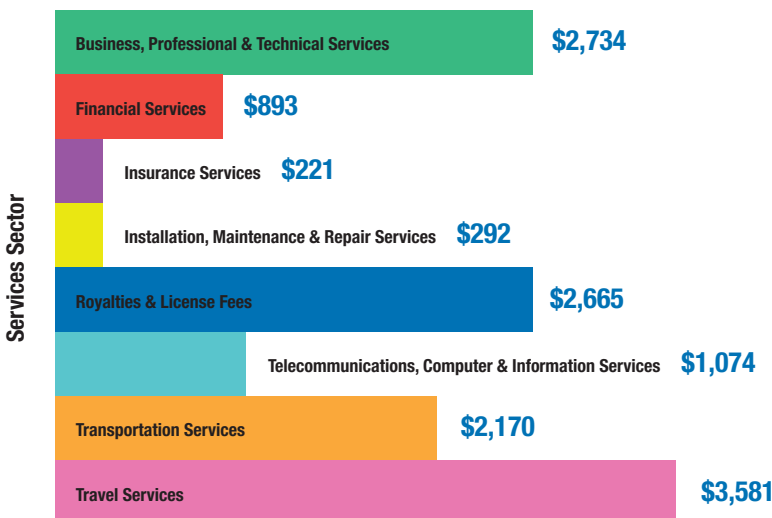 Services Sector
Business, Professional & Technical Services $2,734
Financial Services $893
Insurance Services $221
Installation, Maintenance & Repair Services $292
Royalties & License Fees $2,665
Telecommunications, Computer & Information Services $1,074
Transportation Services $2,170
Travel Services $3,581